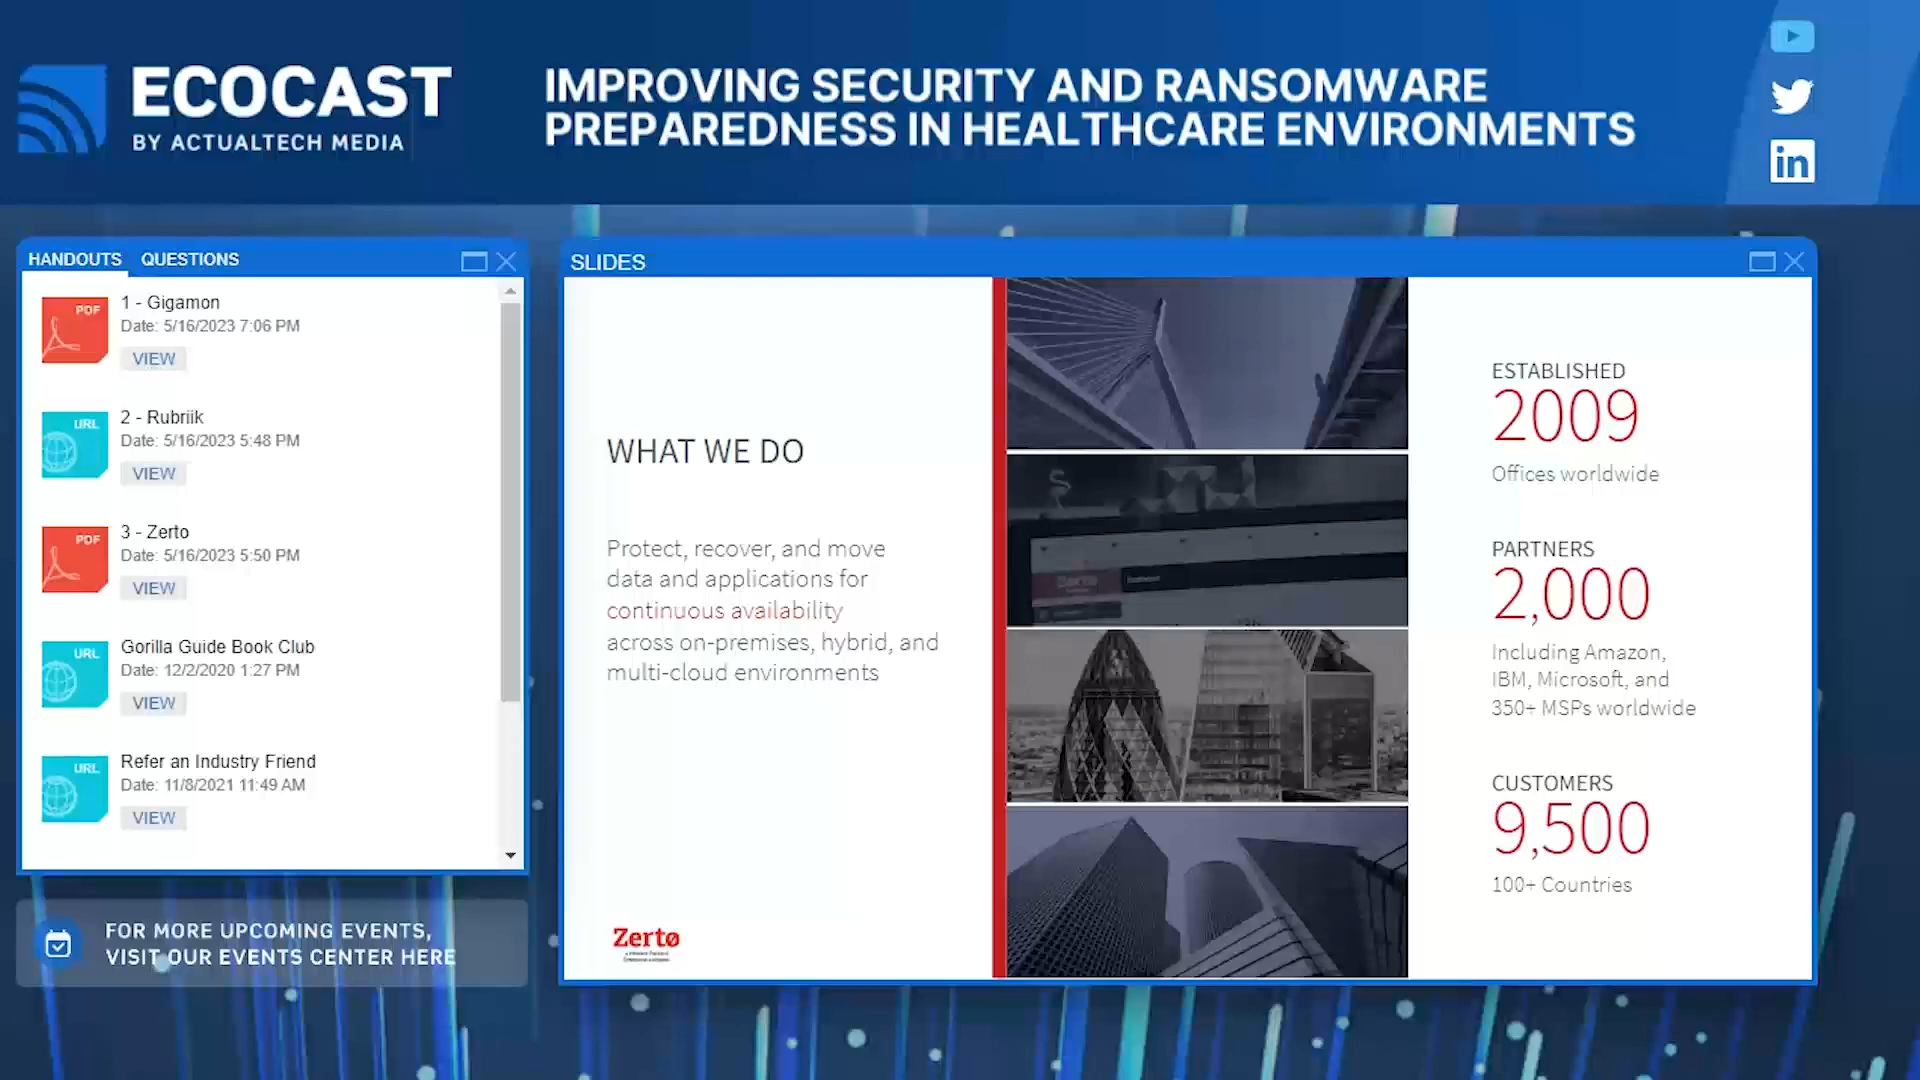 ECOCAST
BY ACTUALTECH MEDIA
IMPROVING SECURITY AND RANSOMWARE
PREPAREDNESS IN HEALTHCARE ENVIRONMENTS
in
HANDOUTS QUESTIONS
PDF
1 - Gigamon
Date: 5/16/2023 7:06 PM
VIEW
URL
2 - Rubriik
Date: 5/16/2023 5:48 PM
VIEW
PDF
3 - Zerto
Date: 5/16/2023 5:50 PM
VIEW
URL
Gorilla Guide Book Club
Date: 12/2/2020 1:27 PM
VIEW
URL
Refer an Industry Friend
Date: 11/8/2021 11:49 AM
VIEW
FOR MORE UPCOMING EVENTS,
VISIT OUR EVENTS CENTER HERE
SLIDES
WHAT WE DO
Protect, recover, and move
data and applications for
continuous availability
across on-premises, hybrid, and
multi-cloud environments
Zertø
Zertø
ESTABLISHED
2009
Offices worldwide
PARTNERS
2,000
Including Amazon,
IBM, Microsoft, and
350+ MSPs worldwide
CUSTOMERS
9,500
100+ Countries